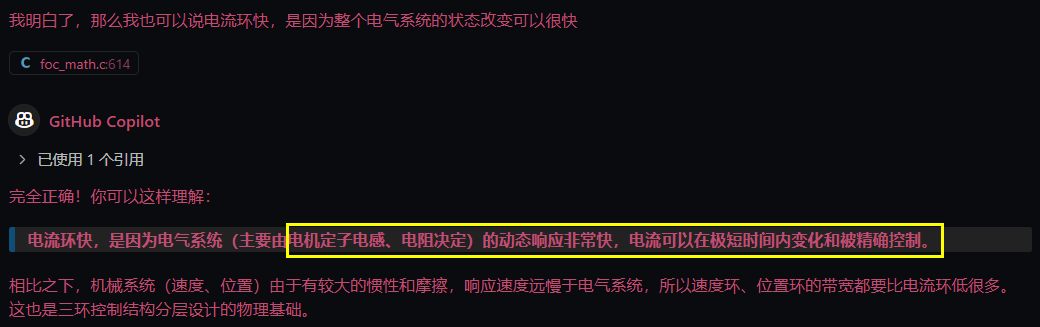 我明白了，那么我也可以说电流环快，是因为整个电气系统的状态改变可以很快
C foc_math.c:614
GitHub Copilot
> 已使用 1 个引用
完全正确！你可以这样理解：
电流环快，是因为电气系统（主要由电机定子电感、电阻决定）的动态响应非常快，电流可以在极短时间内变化和被精确控制。
相比之下，机械系统（速度、位置）由于有较大的惯性和摩擦，响应速度远慢于电气系统，所以速度环、位置环的带宽都要比电流环低很多。
这也是三环控制结构分层设计的物理基础。